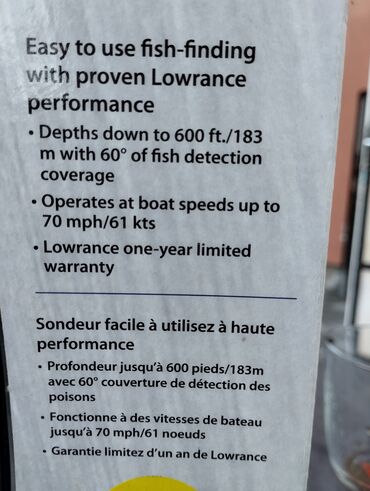 Easy to use fish-finding
with proven Lowrance
performance
• Depths down to 600 ft./183
m with 60° of fish detection
coverage
• Operates at boat speeds up to
70 mph/61 kts
• Lowrance one-year limited
warranty
Sondeur facile à utilisez à haute
performance
• Profondeur jusqu'à 600 pieds/183m
avec 60° couverture de détection des
poisons
• Fonctionne à des vitesses de bateau
jusqu'à 70 mph/61 noeuds
• Garantie limitez d'un an de Lowrance